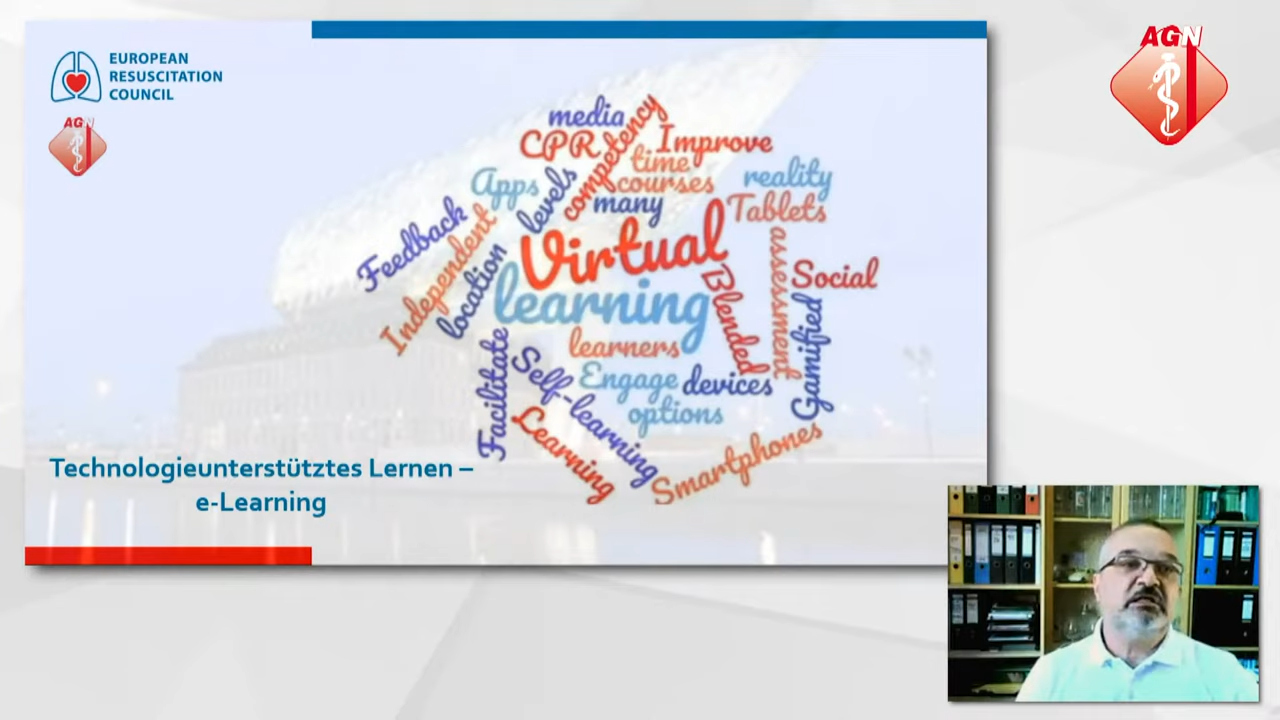 EUROPEAN
RESUSCITATION
COUNCIL
AGN
AGN
media
CPR
competency
Improve
time
Apps
levels
courses
reality
many
Tablets
Feedback
Independent
location
Virtual
learning
Blended
assessment
Social
Gamified
learners
Facilitate
Self-learning
Engage
devices
options
Learning
Smartphones
Technologieunterstütztes Lernen –
e-Learning